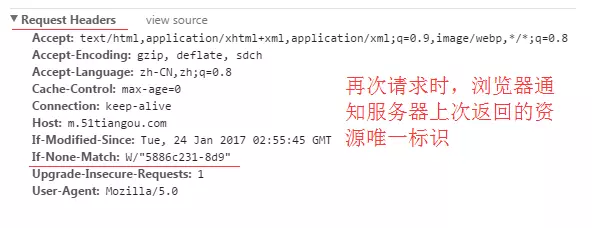 Request Headers view source
Accept: text/html,application/xhtml+xml,application/xml;q=0.9,image/webp,*/*;q=0.8
Accept-Encoding: gzip, deflate, sdch
Accept-Language: zh-CN,zh;q=0.8
Cache-Control: max-age=0
Connection: keep-alive
Host: m.51tiangou.com
If-Modified-Since: Tue, 24 Jan 2017 02:55:45 GMT
If-None-Match: W/"5886c231-8d9"
Upgrade-Insecure-Requests: 1
User-Agent: Mozilla/5.0
再次请求时，浏览器通
知服务器上次返回的资
源唯一标识